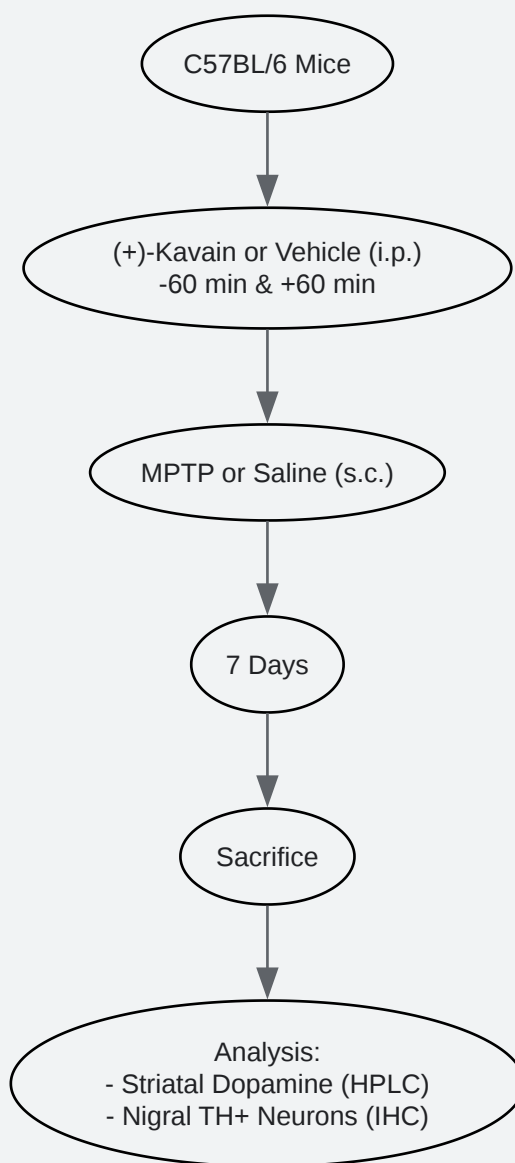 C57BL/6 Mice
(+)-Kavain or Vehicle (i.p.)
-60 min & +60 min
MPTP or Saline (s.c.)
7 Days
Sacrifice
Analysis:
- Striatal Dopamine (HPLC)
- Nigral TH+ Neurons (IHC)